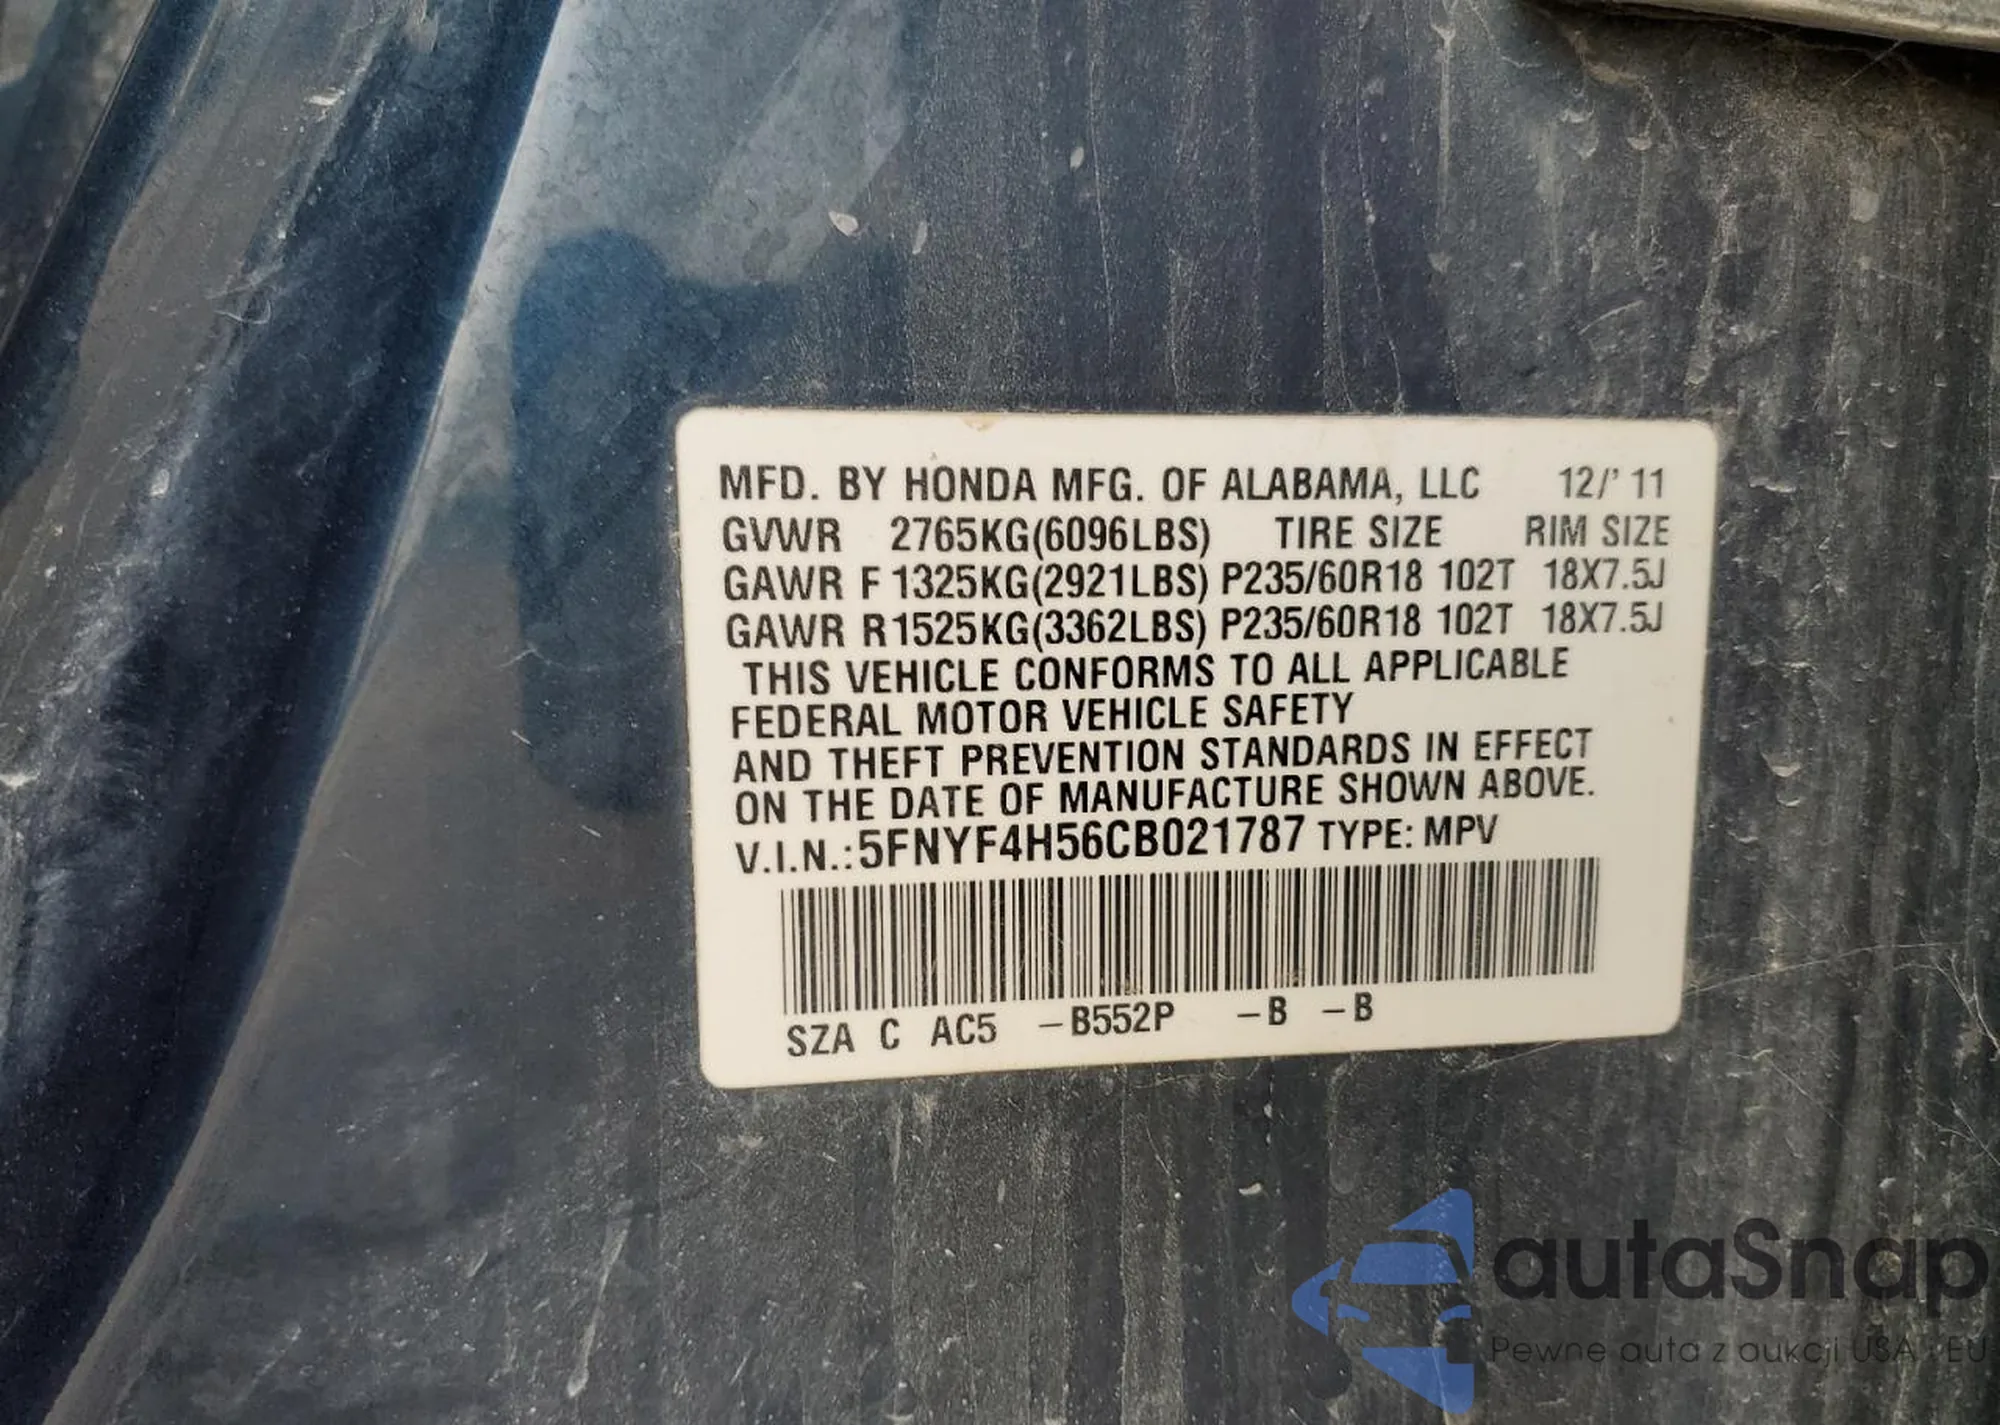 MFD. BY HONDA MFG. OF ALABAMA, LLC 12/' 11
GVWR 2765KG(6096LBS) TIRE SIZE RIM SIZE
GAWR F 1325KG(2921LBS) P235/60R18 102T 18X7.5J
GAWR R1525KG(3362LBS) P235/60R18 102T 18X7.5J
THIS VEHICLE CONFORMS TO ALL APPLICABLE
FEDERAL MOTOR VEHICLE SAFETY
AND THEFT PREVENTION STANDARDS IN EFFECT
ON THE DATE OF MANUFACTURE SHOWN ABOVE.
V.I.N.:5FNYF4H56CB021787 TYPE: MPV
SZA C AC5 –B552P –B –B
autaSnap
Pewne auta z aukcji USA i EU